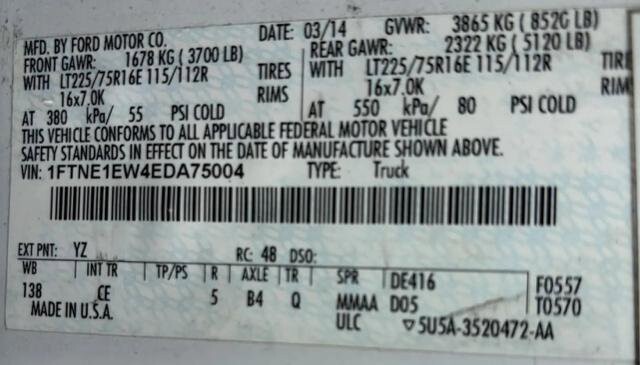 MFD. BY FORD MOTOR CO. DATE: 03/14 GVWR: 3865 KG ( 8520 LB)
FRONT GAWR: 1678 KG ( 3700 LB) REAR GAWR: 2322 KG ( 5120 LB)
WITH LT225/75R16E 115/112R TIRES WITH LT225/75R16E 115/112R TIRE
16x7.0K RIMS 16x7.0K RIM
AT 380 kPa/ 55 PSI COLD AT 550 kPa/ 80 PSI COLD
THIS VEHICLE CONFORMS TO ALL APPLICABLE FEDERAL MOTOR VEHICLE
SAFETY STANDARDS IN EFFECT ON THE DATE OF MANUFACTURE SHOWN ABOVE.
VIN: 1FTNE1EW4EDA75004 TYPE: Truck
EXT PNT: YZ RC: 48 DSO:
WB INT TR TP/PS R AXLE TR SPR DE416 F0557
138 CE 5 B4 Q MMAA D05 T0570
MADE IN U.S.A. ULC ▽5U5A-3520472-AA